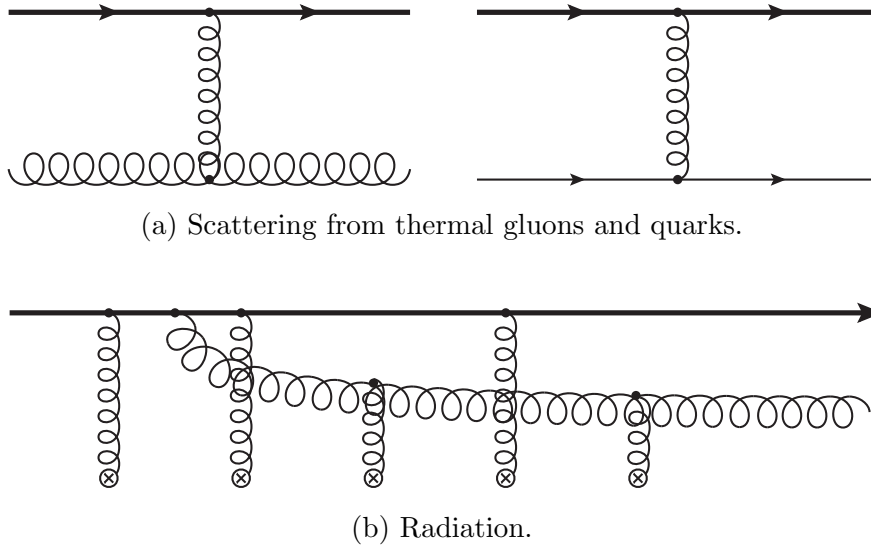 (a) Scattering from thermal gluons and quarks.
(b) Radiation.